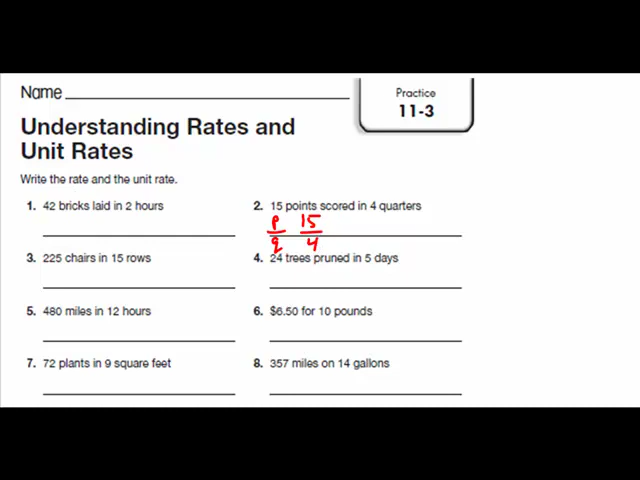 Name
Practice
11-3
Understanding Rates and
Unit Rates
Write the rate and the unit rate.
1. 42 bricks laid in 2 hours
2. 15 points scored in 4 quarters
P 15
q 4
3. 225 chairs in 15 rows
4. 24 trees pruned in 5 days
5. 480 miles in 12 hours
6. $6.50 for 10 pounds
7. 72 plants in 9 square feet
8. 357 miles on 14 gallons